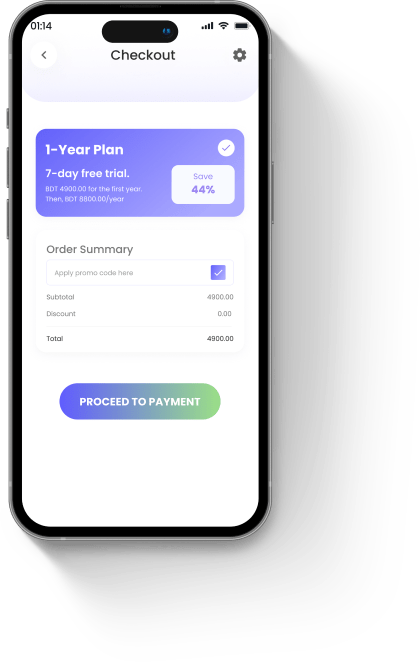 01:14
Checkout
1-Year Plan
7-day free trial.
BDT 4900.00 for the first year.
Then, BDT 8800.00/year
Save
44%
Order Summary
Apply promo code here
Subtotal 4900.00
Discount 0.00
Total 4900.00
PROCEED TO PAYMENT